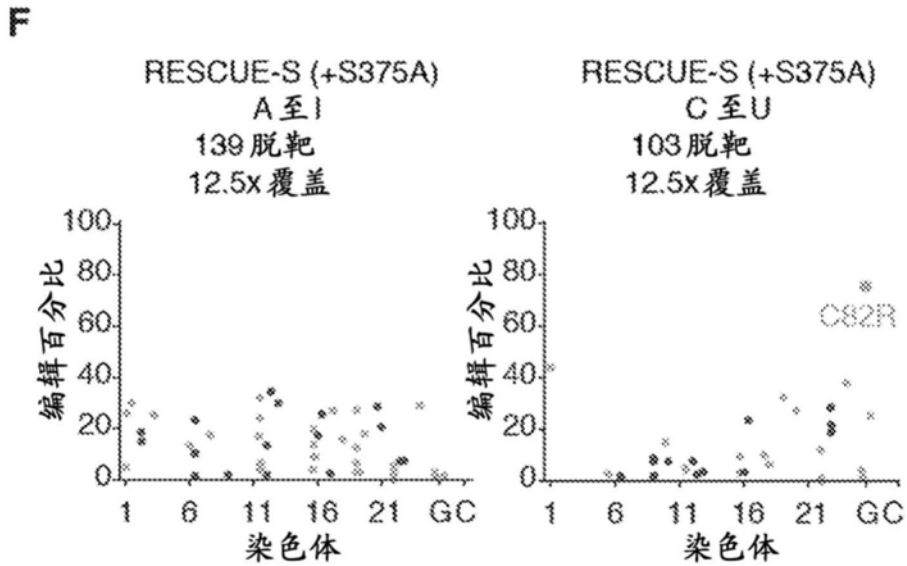 F
RESCUE-S (+S375A)
A至I
139脱靶
12.5x覆盖
编辑百分比
100
80
60
40
20
0
1 6 11 16 21 GC
染色体
RESCUE-S (+S375A)
C至U
103脱靶
12.5x覆盖
编辑百分比
100
80
60
40
20
0
C82R
1 6 11 16 21 GC
染色体